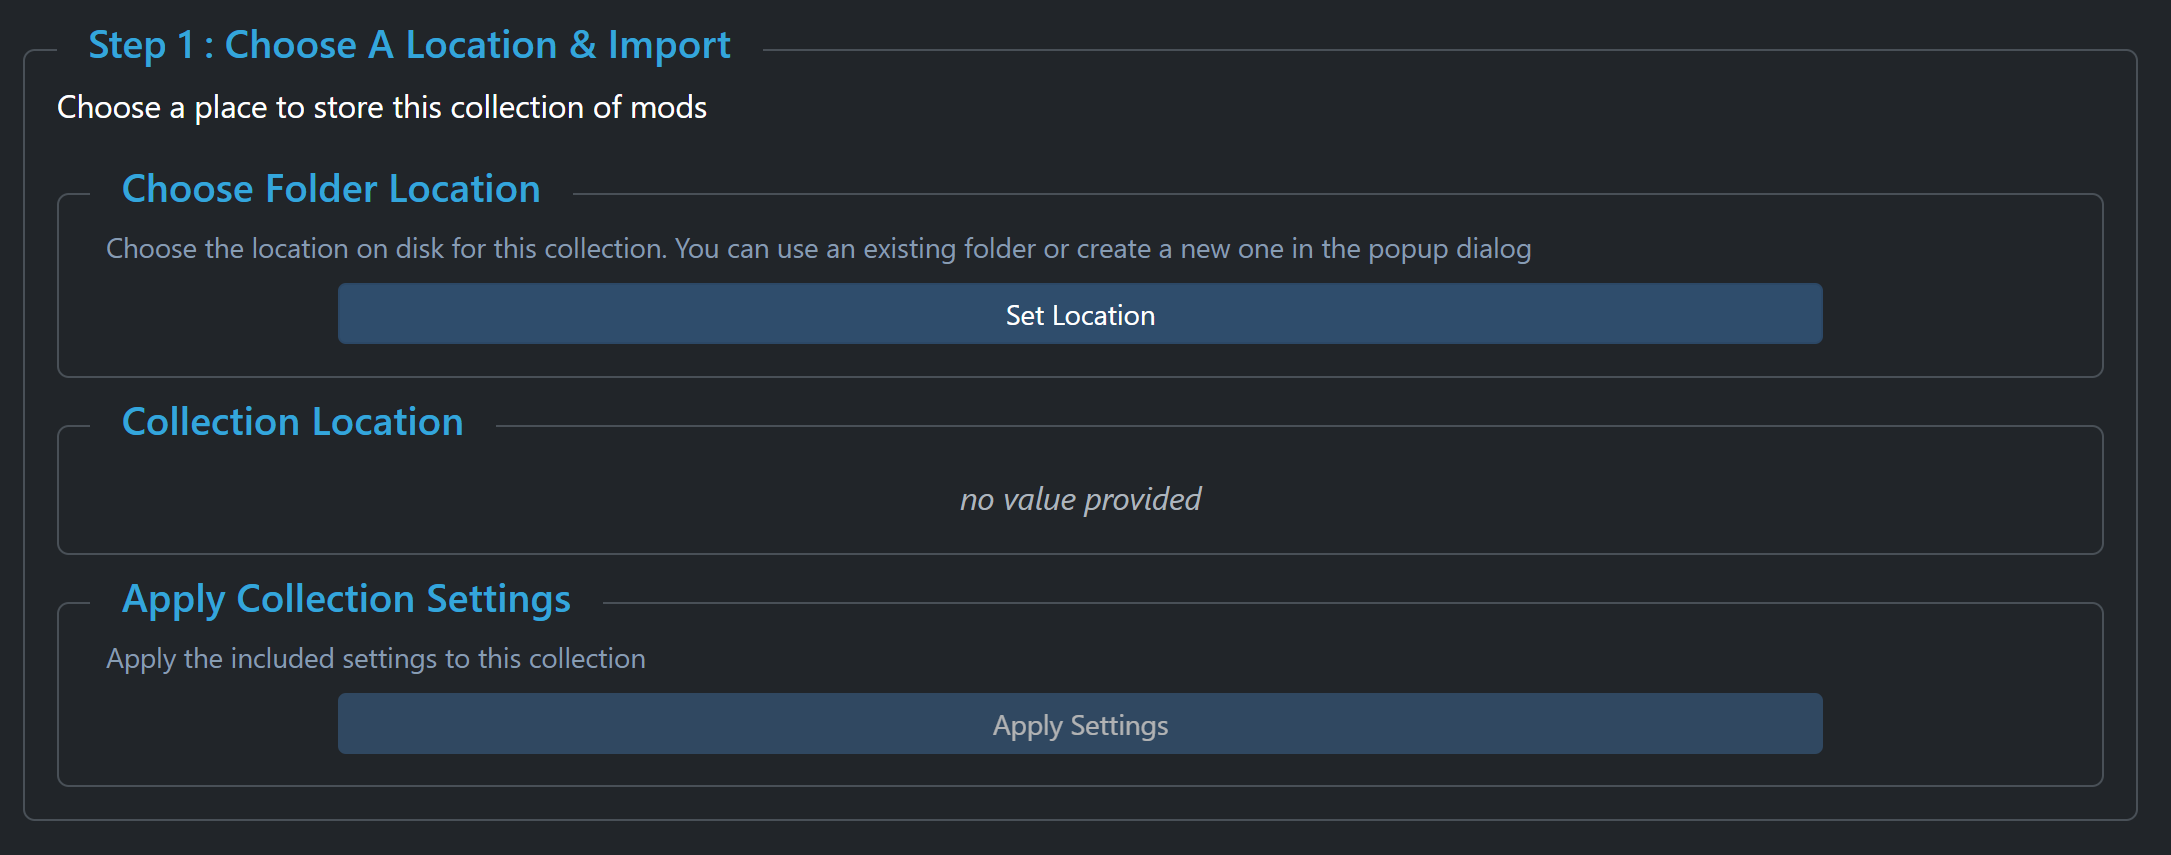 Step 1 : Choose A Location & Import
Choose a place to store this collection of mods
Choose Folder Location
Choose the location on disk for this collection. You can use an existing folder or create a new one in the popup dialog
Set Location
Collection Location
no value provided
Apply Collection Settings
Apply the included settings to this collection
Apply Settings